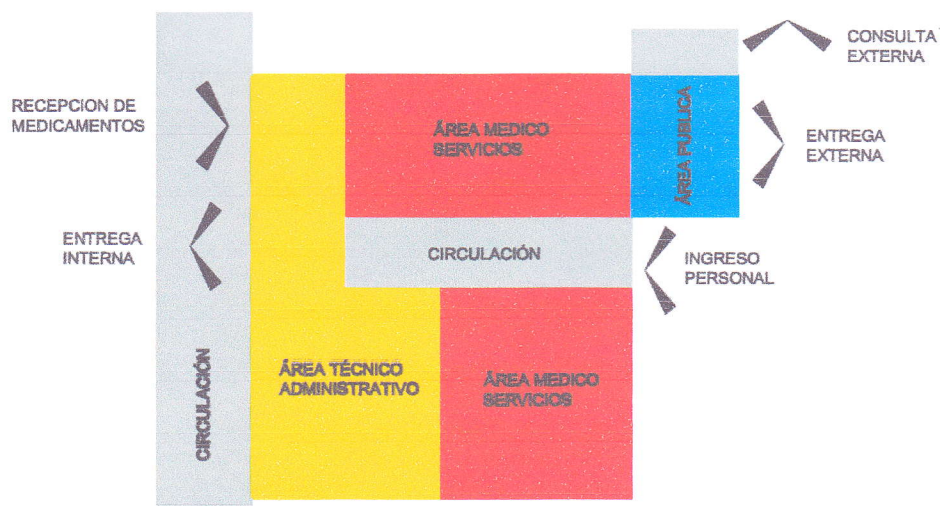 CONSULTA
EXTERNA
RECEPCION DE
MEDICAMENTOS
ÁREA MEDICO
SERVICIOS
ÁREA PUBLICA
ENTREGA
EXTERNA
ENTREGA
INTERNA
CIRCULACIÓN
INGRESO
PERSONAL
CIRCULACIÓN
ÁREA TÉCNICO
ADMINISTRATIVO
ÁREA MEDICO
SERVICIOS